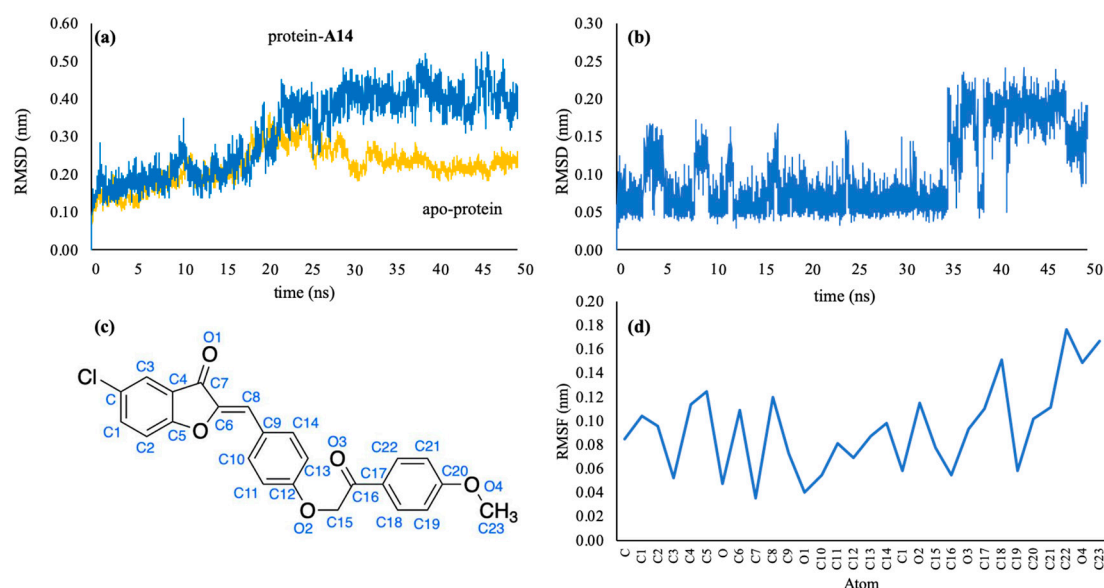 (a)
protein-A14
apo-protein
RMSD (nm)
0.60
0.50
0.40
0.30
0.20
0.10
0.00
0 5 10 15 20 25 30 35 40 45 50
time (ns)
(b)
RMSD (nm)
0.30
0.25
0.20
0.15
0.10
0.05
0.00
0 5 10 15 20 25 30 35 40 45 50
time (ns)
(c)
O1
C3 C4 C7
Cl
C C8
C1 C2 C5 O C6 C9 C14
C10 C13 O3 C22 C21
C11 C12 C17 C20 O4
C16 CH3
O2 C15 C18 C19 C23
(d)
RMSF (nm)
0.20
0.18
0.16
0.14
0.12
0.10
0.08
0.06
0.04
0.02
0.00
C C1 C2 C3 C4 C5 O C6 C7 C8 C9 O1 C10 C11 C12 C13 C14 C1 O2 C15 C16 O3 C17 C18 C19 C20 C21 C22 O4 C23
Atom